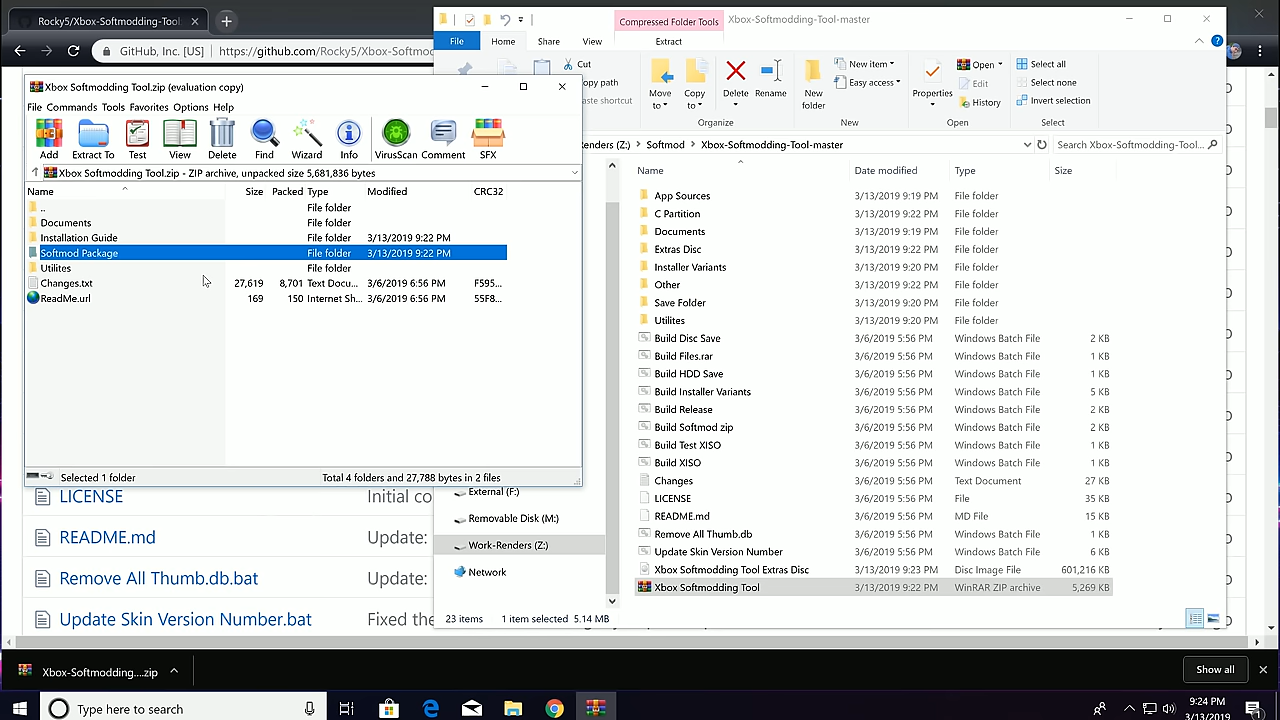 Rocky5/Xbox-Softmodding-Tool:
GitHub, Inc. [US]
https://github.com/Rocky5/Xbox-Softmo
Xbox Softmodding Tool.zip (evaluation copy)
File Commands Tools Favorites Options Help
Add Extract To Test View Delete Find Wizard Info VirusScan Comment SFX
Xbox Softmodding Tool.zip - ZIP archive, unpacked size 5,681,836 bytes
Name Size Packed Type Modified CRC32
.. File folder
Documents File folder
Installation Guide File folder 3/13/2019 9:22 PM
Softmod Package File folder 3/13/2019 9:22 PM
Utilites File folder
Changes.txt 27,619 8,701 Text Docu... 3/6/2019 6:56 PM F595...
ReadMe.url 169 150 Internet Sh... 3/6/2019 6:56 PM 55F8...
Selected 1 folder
Total 4 folders and 27,788 bytes in 2 files
Compressed Folder Tools
Xbox-Softmodding-Tool-master
File Home Share View Extract
Cut
opy path
aste shortcut
Move to
Copy to
Delete
Rename
Organize
New folder
New item
Easy access
New
Properties
Open
Edit
History
Open
Select all
Select none
Invert selection
Select
enders (Z:) > Softmod > Xbox-Softmodding-Tool-master
Search Xbox-Softmodding-Tool...
Name Date modified Type Size
App Sources 3/13/2019 9:19 PM File folder
C Partition 3/13/2019 9:22 PM File folder
Documents 3/13/2019 9:19 PM File folder
Extras Disc 3/13/2019 9:22 PM File folder
Installer Variants 3/13/2019 9:20 PM File folder
Other 3/13/2019 9:22 PM File folder
Save Folder 3/13/2019 9:20 PM File folder
Utilites 3/13/2019 9:20 PM File folder
Build Disc Save 3/6/2019 5:56 PM Windows Batch File 2 KB
Build Files.rar 3/6/2019 5:56 PM Windows Batch File 1 KB
Build HDD Save 3/6/2019 5:56 PM Windows Batch File 1 KB
Build Installer Variants 3/6/2019 5:56 PM Windows Batch File 5 KB
Build Release 3/6/2019 5:56 PM Windows Batch File 1 KB
Build Softmod zip 3/6/2019 5:56 PM Windows Batch File 2 KB
Build Test XISO 3/6/2019 5:56 PM Windows Batch File 1 KB
Build XISO 3/6/2019 5:56 PM Windows Batch File 1 KB
Changes 3/6/2019 5:56 PM Text Document 27 KB
LICENSE 3/6/2019 5:56 PM File 35 KB
README.md 3/6/2019 5:56 PM MD File 15 KB
Remove All Thumb.db 3/6/2019 5:56 PM Windows Batch File 1 KB
Update Skin Version Number 3/6/2019 5:56 PM Windows Batch File 6 KB
Xbox Softmodding Tool Extras Disc 3/13/2019 9:23 PM Disc Image File 601,216 KB
Xbox Softmodding Tool 3/13/2019 9:22 PM WinRAR ZIP archive 5,269 KB
External (F:)
Removable Disk (M:)
Work-Renders (Z:)
Network
23 items 1 item selected 5.14 MB
LICENSE Initial co
README.md Update:
Remove All Thumb.db.bat Update:
Update Skin Version Number.bat Fixed the
Xbox-Softmodding....zip
Show all
Type here to search
9:24 PM
3/13/2019